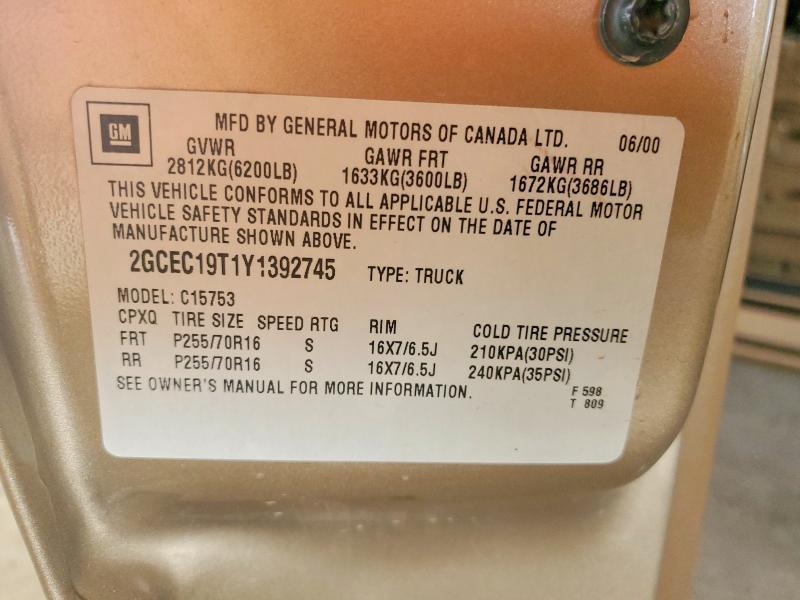 GM
MFD BY GENERAL MOTORS OF CANADA LTD. 06/00
GVWR GAWR FRT GAWR RR
2812KG(6200LB) 1633KG(3600LB) 1672KG(3686LB)
THIS VEHICLE CONFORMS TO ALL APPLICABLE U.S. FEDERAL MOTOR
VEHICLE SAFETY STANDARDS IN EFFECT ON THE DATE OF
MANUFACTURE SHOWN ABOVE.
2GCEC19T1Y1392745 TYPE: TRUCK
MODEL: C15753
CPXQ TIRE SIZE SPEED RTG RIM COLD TIRE PRESSURE
FRT P255/70R16 S 16X7/6.5J 210KPA(30PSI)
RR P255/70R16 S 16X7/6.5J 240KPA(35PSI)
SEE OWNER'S MANUAL FOR MORE INFORMATION.
F 598
T 809